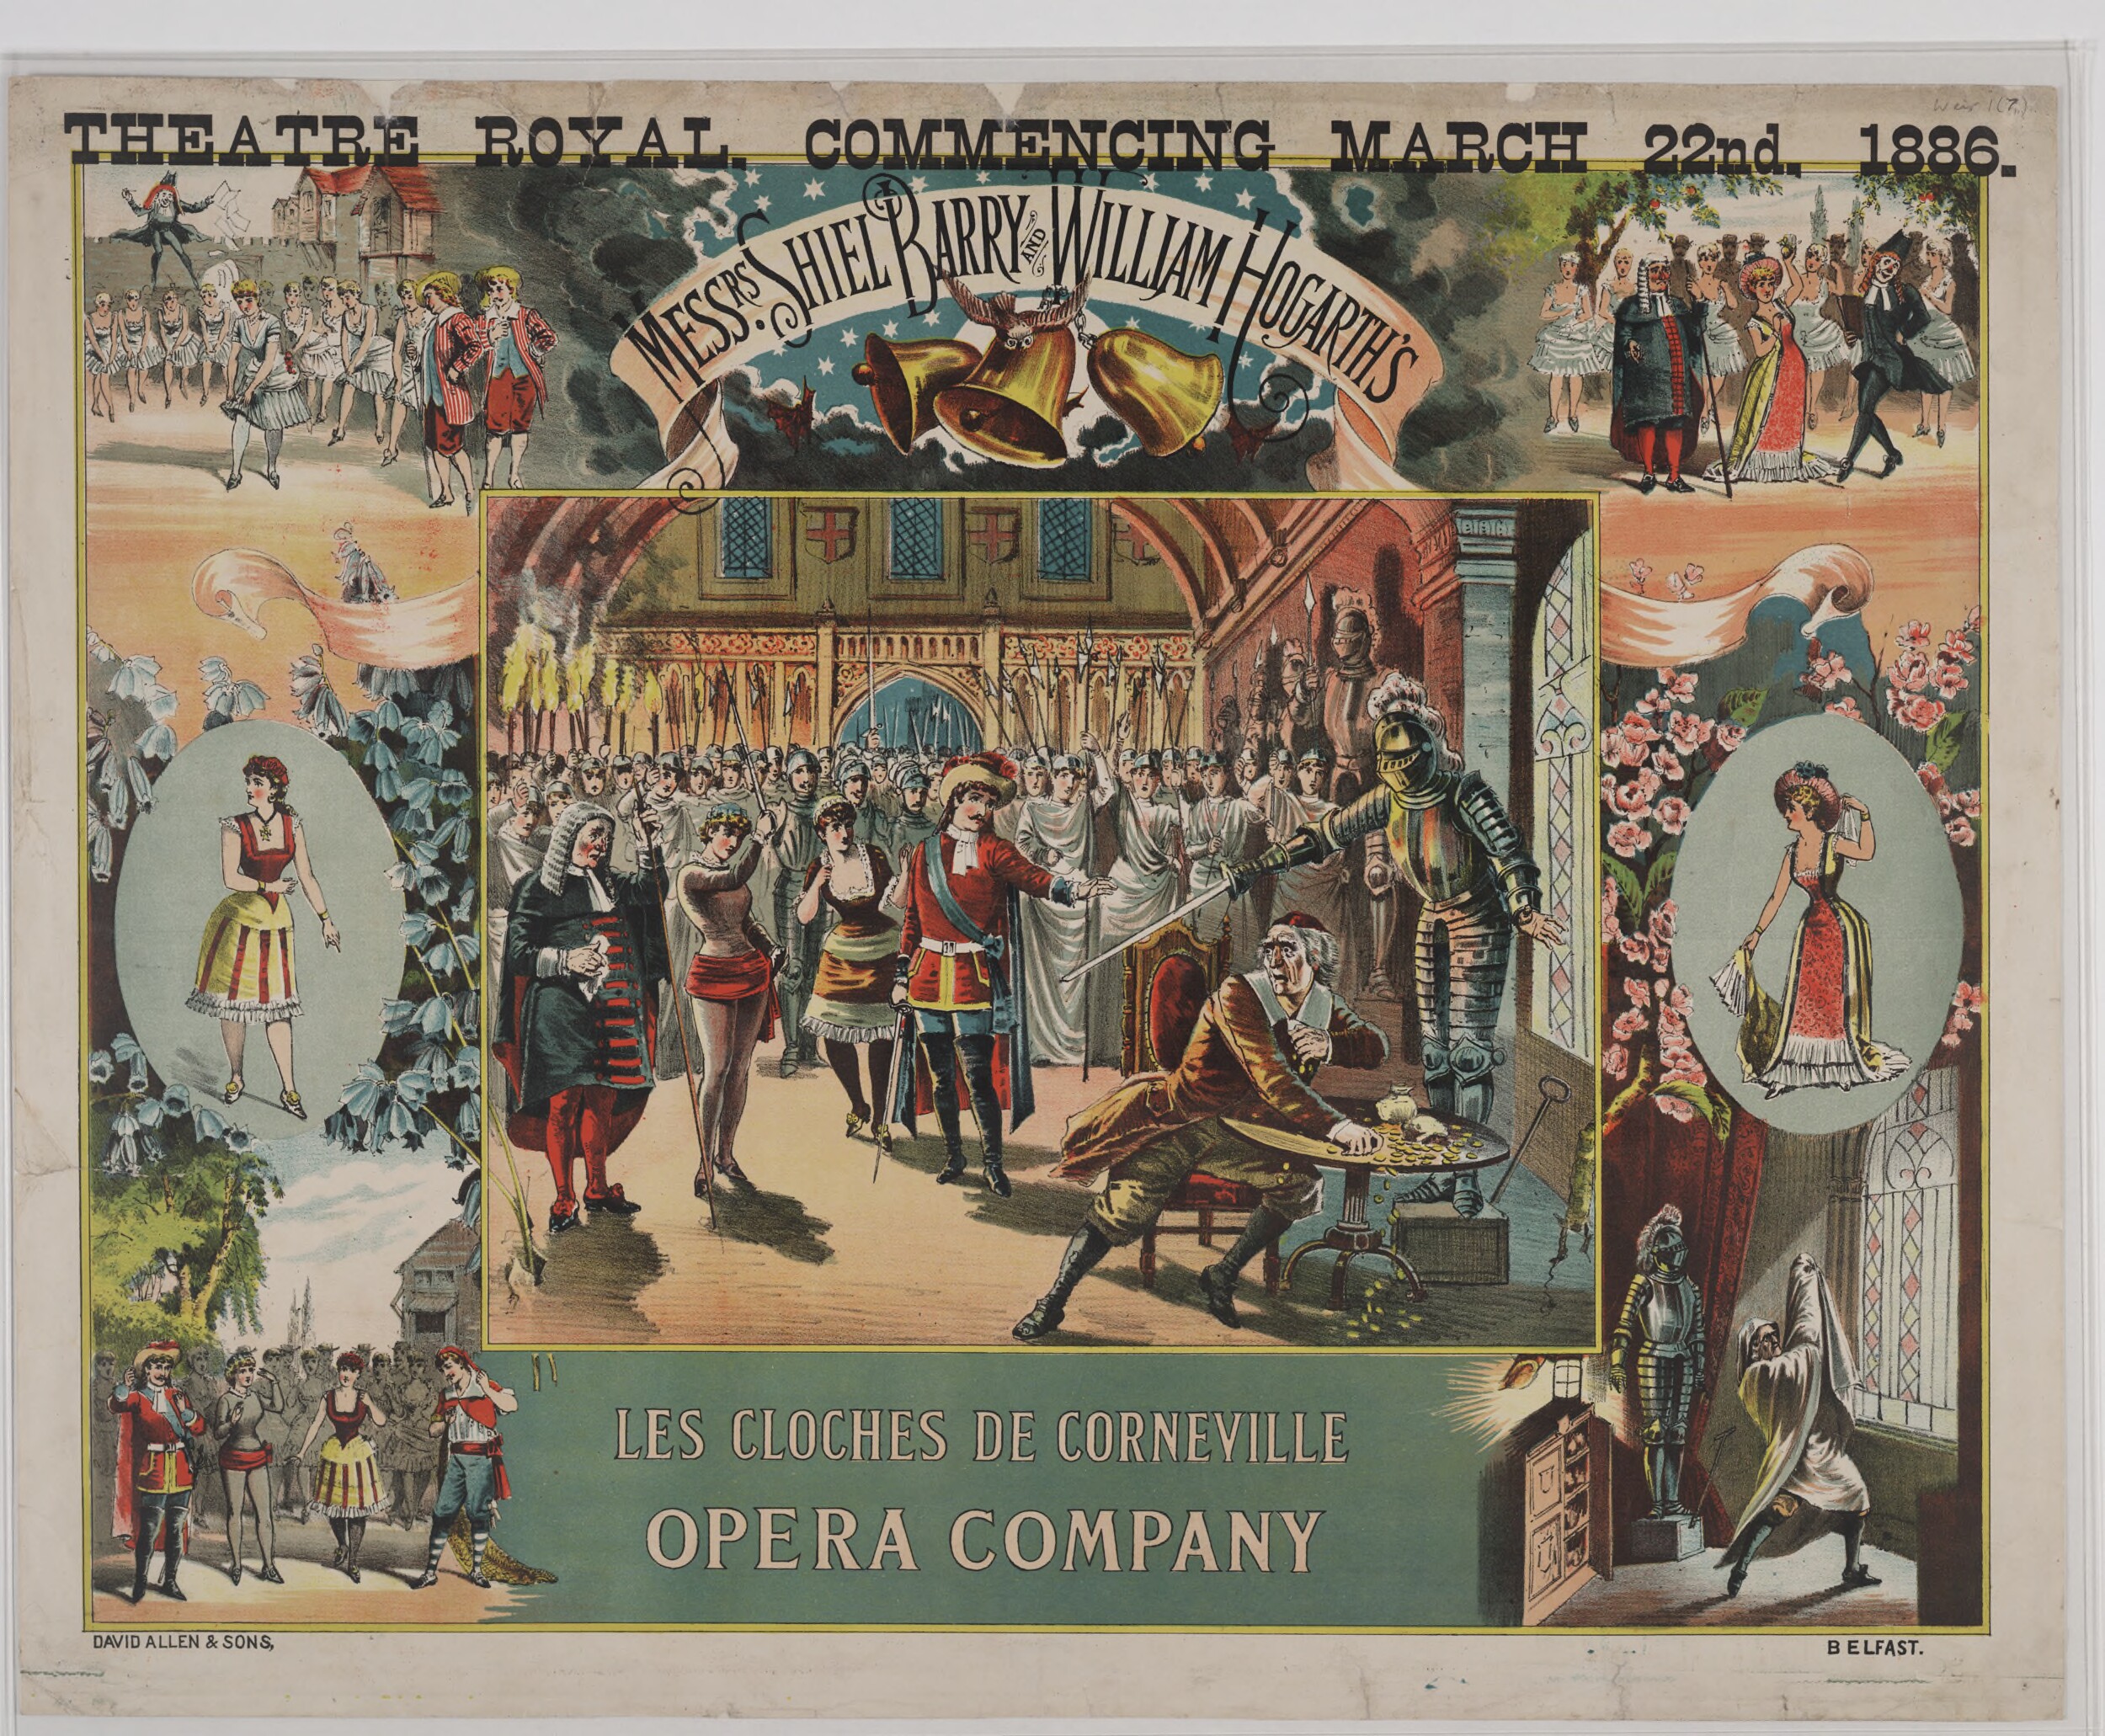 THEATRE ROYAL. COMMENCING MARCH 22nd. 1886.
MESSRS. SHIEL BARRY AND WILLIAM HOGARTH'S
LES CLOCHES DE CORNEVILLE
OPERA COMPANY
DAVID ALLEN & SONS,
BELFAST.